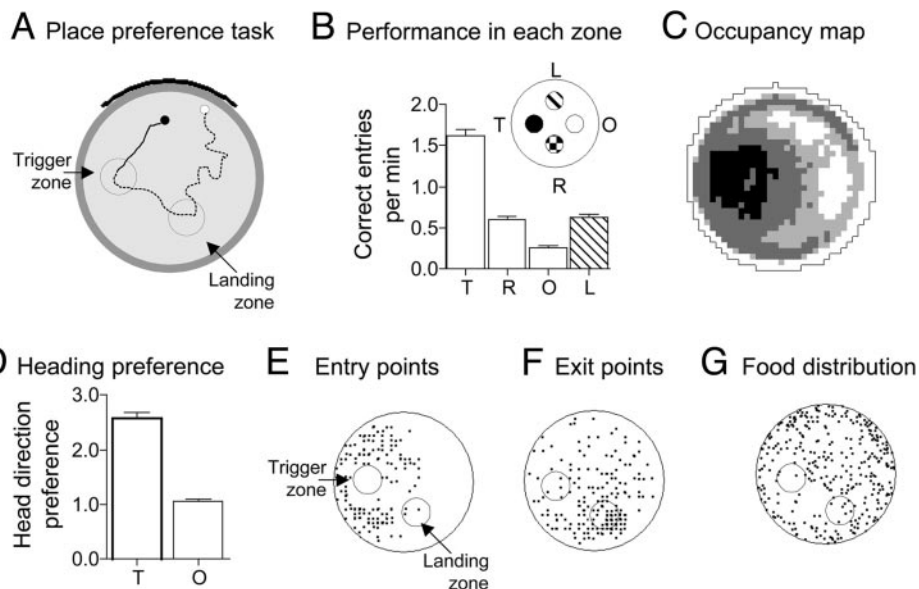 A Place preference task
Trigger
zone
Landing
zone
B Performance in each zone
Correct entries
per min
2.0
1.5
1.0
0.5
0.0
T
R
O
L
L
T
O
R
C Occupancy map
D Heading preference
Head direction
preference
3.0
2.0
1.0
0.0
T
O
E Entry points
Trigger
zone
Landing
zone
F Exit points
G Food distribution